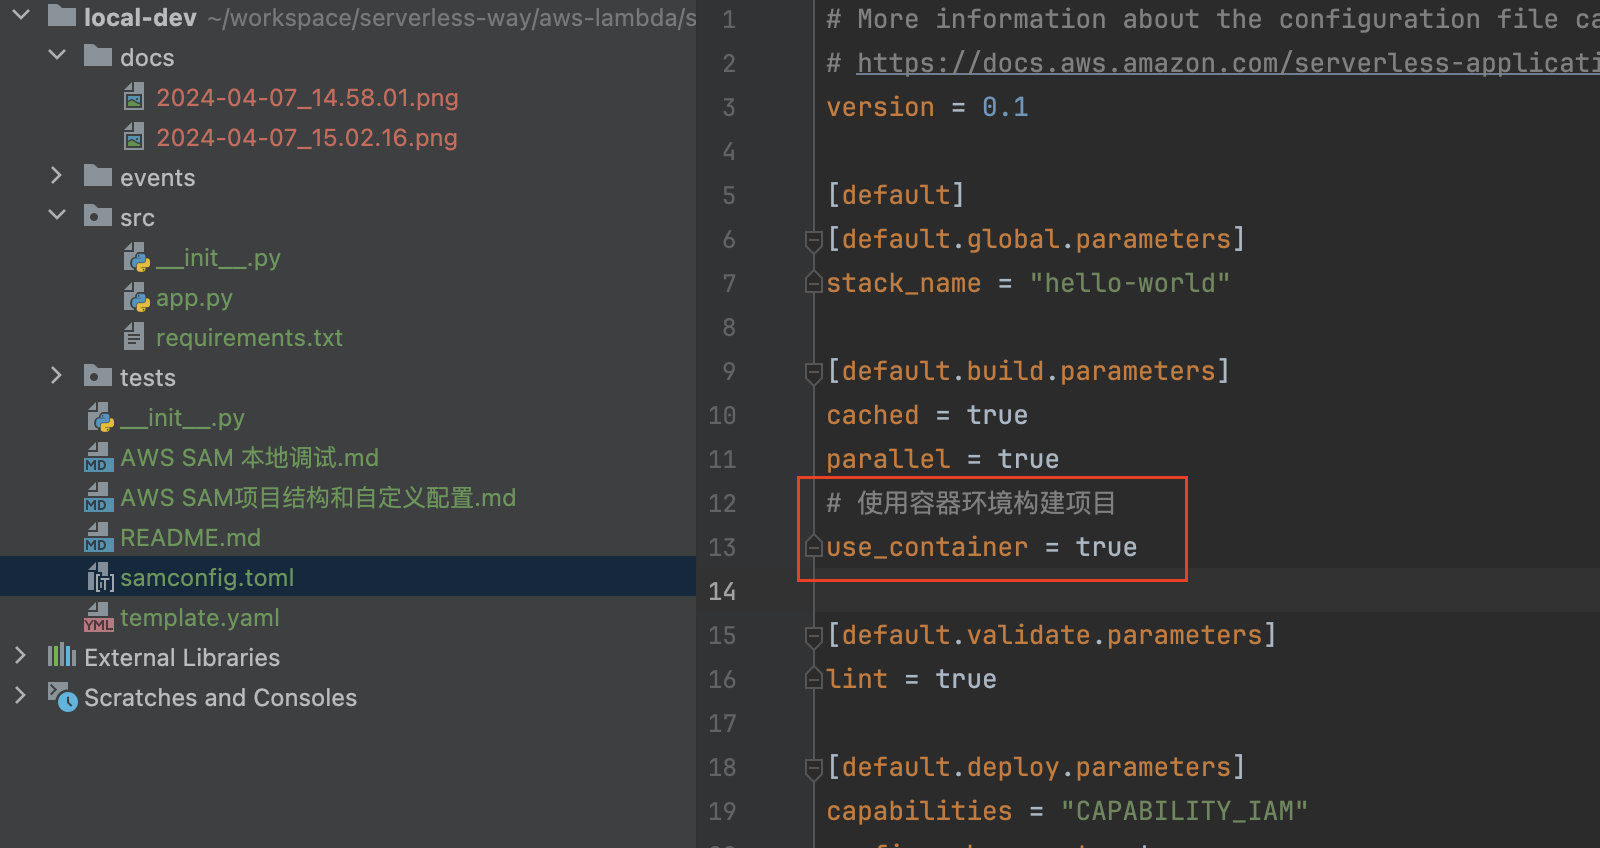 local-dev ~/workspace/serverless-way/aws-lambda/s
docs
2024-04-07_14.58.01.png
2024-04-07_15.02.16.png
events
src
__init__.py
app.py
requirements.txt
tests
__init__.py
MD AWS SAM 本地调试.md
MD AWS SAM项目结构和自定义配置.md
MD README.md
[T] samconfig.toml
YML template.yaml
External Libraries
Scratches and Consoles
1 # More information about the configuration file ca
2 # https://docs.aws.amazon.com/serverless-applicati
3 version = 0.1
4
5 [default]
6 [default.global.parameters]
7 stack_name = "hello-world"
8
9 [default.build.parameters]
10 cached = true
11 parallel = true
12 # 使用容器环境构建项目
13 use_container = true
14
15 [default.validate.parameters]
16 lint = true
17
18 [default.deploy.parameters]
19 capabilities = "CAPABILITY_IAM"